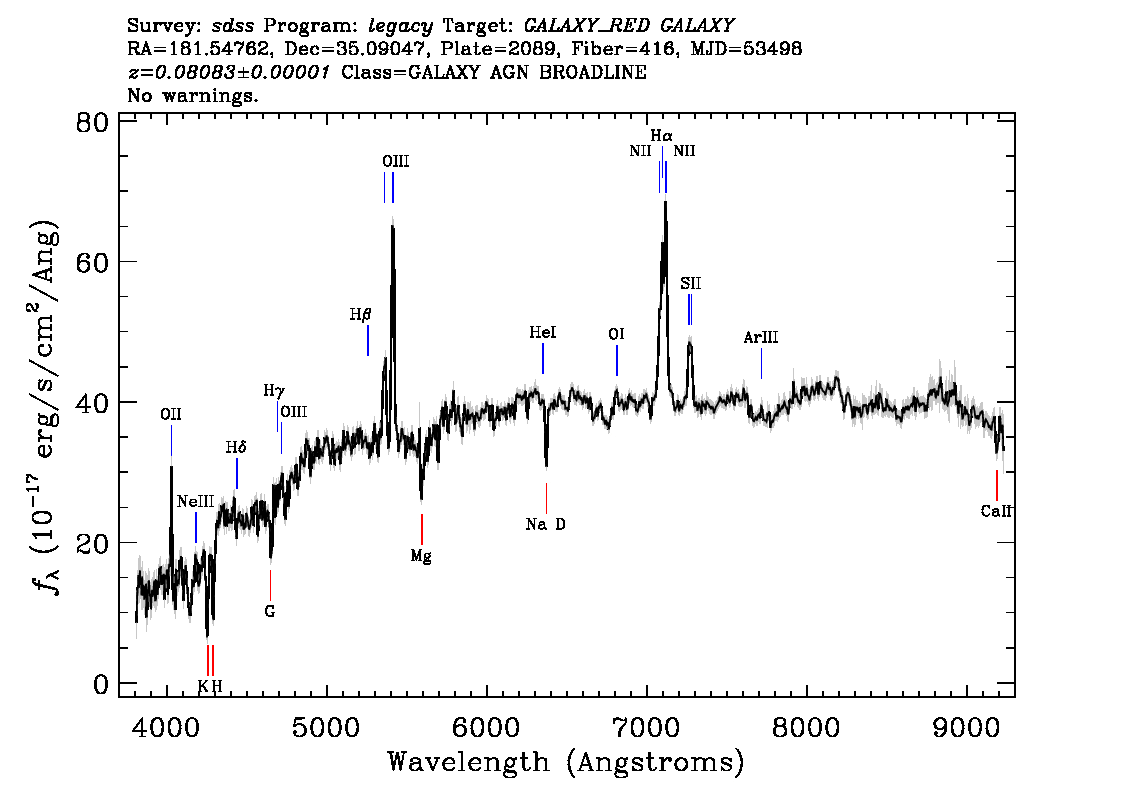 Survey: sdss Program: legacy Target: GALAXY_RED GALAXY
RA=181.54762, Dec=35.09047, Plate=2089, Fiber=416, MJD=53498
z=0.08083±0.00001 Class=GALAXY AGN BROADLINE
No warnings.
80
60
40
20
0
f_λ (10^−17 erg/s/cm^2/Ang)
Hα
NII NII
OIII
SII
Hβ
HeI
OI
ArIII
Hγ
OII
OIII
Hδ
NeIII
CaII
Na D
Mg
G
K H
4000 5000 6000 7000 8000 9000
Wavelength (Angstroms)